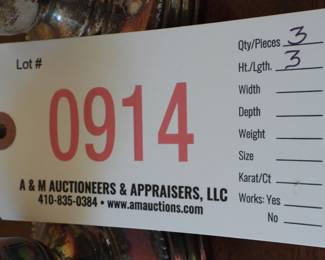 Lot #
0914
A & M AUCTIONEERS & APPRAISERS, LLC
410-835-0384 • www.amauctions.com
Qty/Pieces 3
Ht./Lgth. 3
Width
Depth
Weight
Size
Karat/Ct
Works: Yes
No